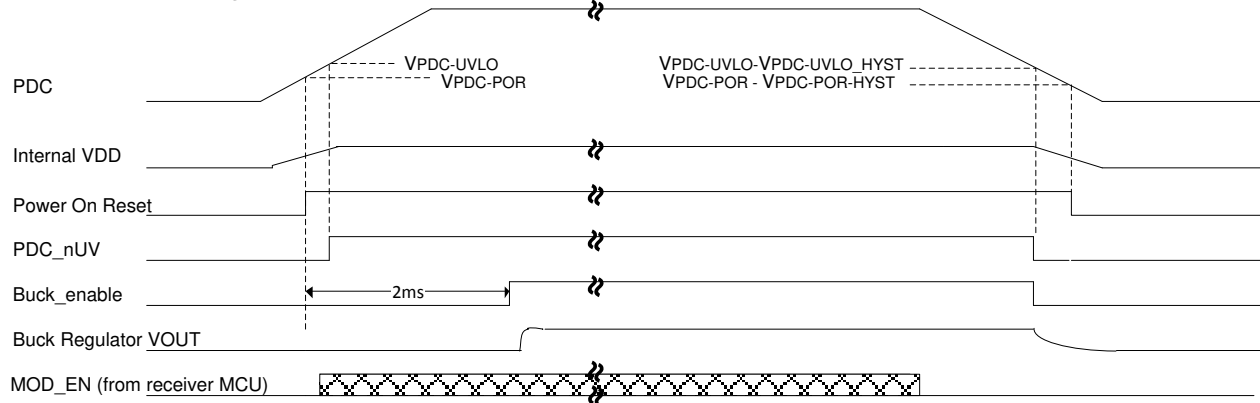 VPDC-UVLO
VPDC-POR
VPDC-UVLO-VPDC-UVLO_HYST
VPDC-POR - VPDC-POR-HYST
PDC
Internal VDD
Power On Reset
PDC_nUV
Buck_enable
2ms
Buck Regulator VOUT
MOD_EN (from receiver MCU)